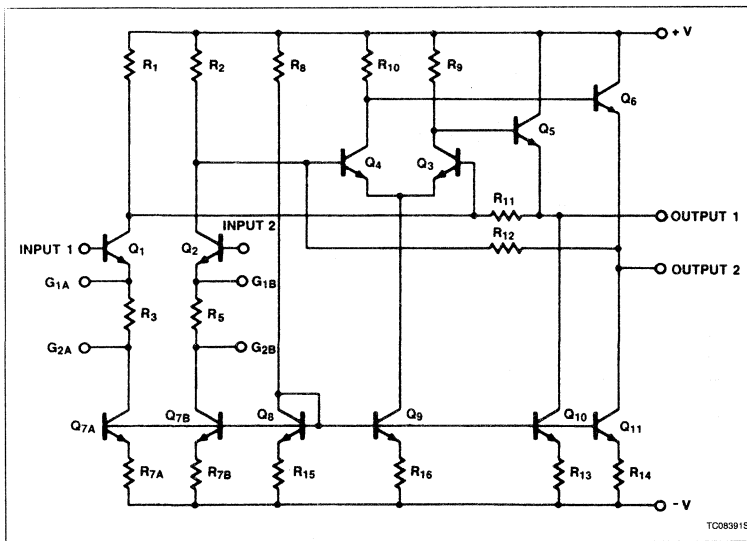 +V
R1 R2 R8 R10 R9
Q6
Q5
Q4 Q3
R11
OUTPUT 1
INPUT 2
R12
INPUT 1 Q1 Q2
OUTPUT 2
G1A G1B
R3 R5
G2A G2B
Q7A Q7B Q8 Q9 Q10 Q11
R7A R7B R15 R16 R13 R14
-V
TC08391S